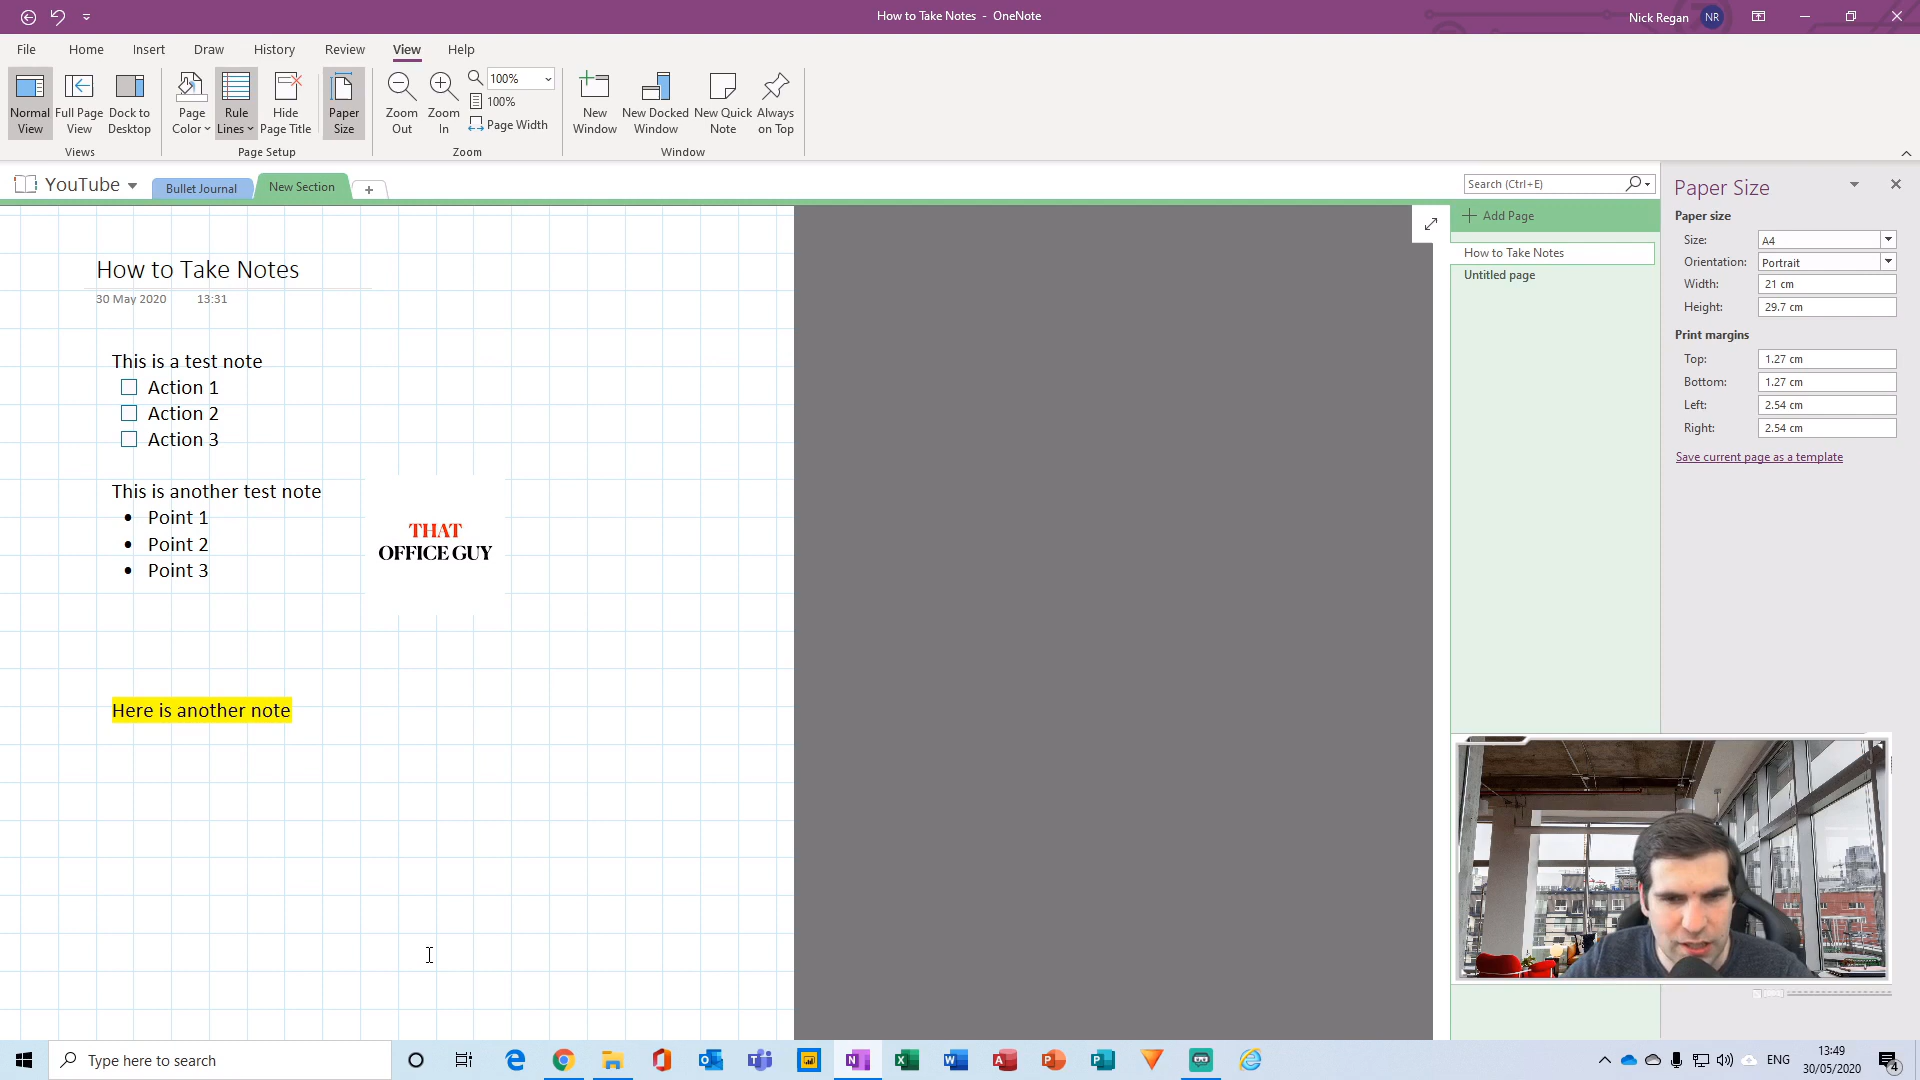 How to Take Notes - OneNote
Nick Regan NR
File Home Insert Draw History Review View Help
Normal View
Full Page View
Dock to Desktop
Page Color
Rule Lines
Hide Page Title
Paper Size
Zoom Out
Zoom In
100%
100%
Page Width
New Window
New Docked Window
New Quick Note
Always on Top
Views
Page Setup
Zoom
Window
YouTube
Bullet Journal
New Section
Search (Ctrl+E)
Add Page
How to Take Notes
Untitled page
How to Take Notes
30 May 2020 13:31
This is a test note
Action 1
Action 2
Action 3
This is another test note
• Point 1
• Point 2
• Point 3
THAT
OFFICE GUY
Here is another note
Paper Size
Paper size
Size: A4
Orientation: Portrait
Width: 21 cm
Height: 29.7 cm
Print margins
Top: 1.27 cm
Bottom: 1.27 cm
Left: 2.54 cm
Right: 2.54 cm
Save current page as a template
Type here to search
ENG
13:49
30/05/2020
4